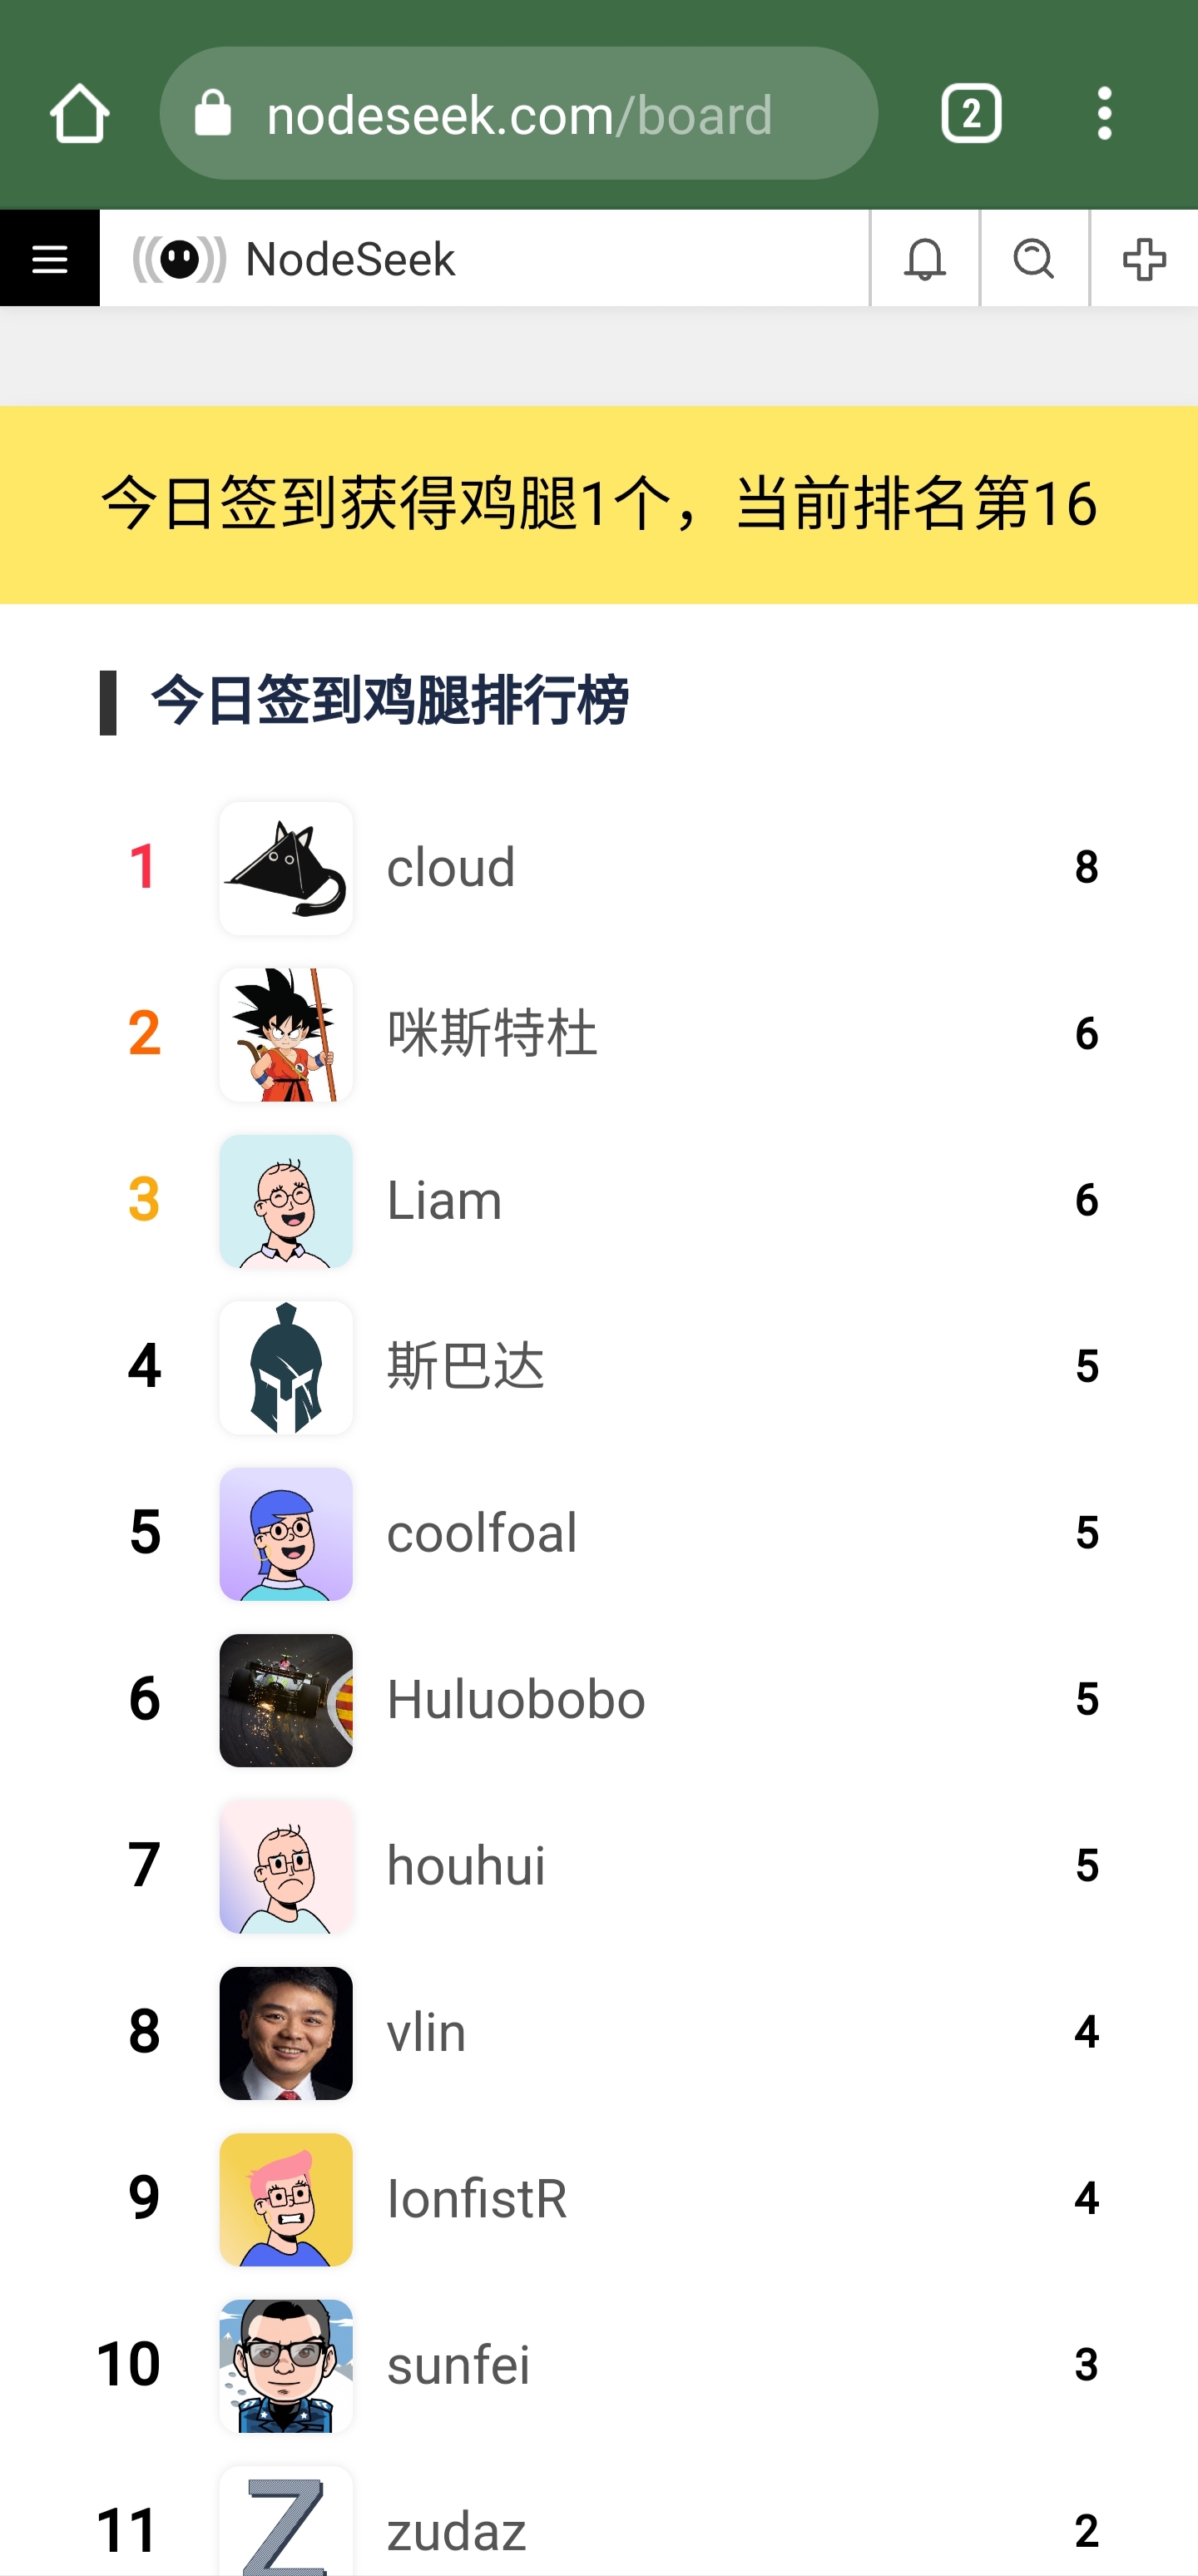 nodeseek.com/board
2
NodeSeek
今日签到获得鸡腿1个，当前排名第16
今日签到鸡腿排行榜
1 cloud 8
2 咪斯特杜 6
3 Liam 6
4 斯巴达 5
5 coolfoal 5
6 Huluobobo 5
7 houhui 5
8 vlin 4
9 IonfistR 4
10 sunfei 3
11 Z zudaz 2